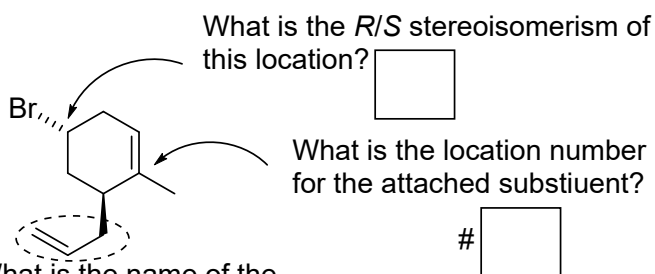 What is the R/S stereoisomerism of
this location?
Br
What is the location number
for the attached substiuent?
#
What is the name of the